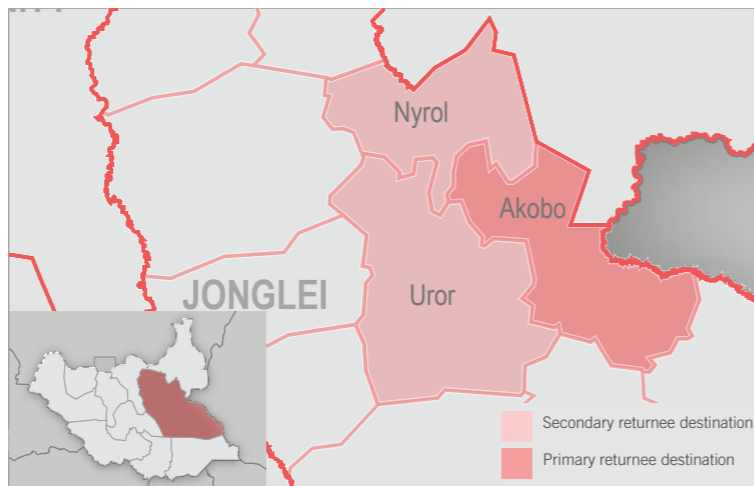 Nyrol
Akobo
Uror
JONGLEI
Secondary returnee destination
Primary returnee destination